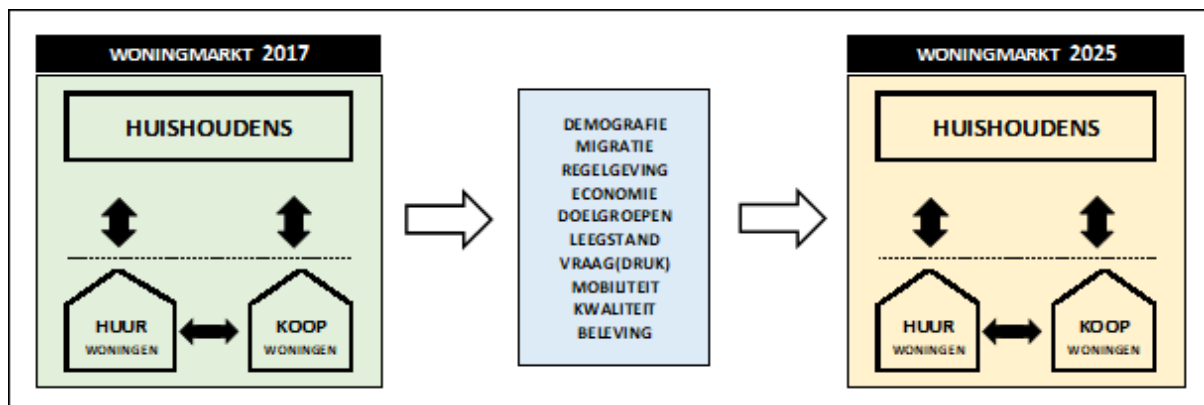 WONINGMARKT 2017
HUISHOUDENS
HUUR
WONINGEN
KOOP
WONINGEN
DEMOGRAFIE
MIGRATIE
REGELGEVING
ECONOMIE
DOELGROEPEN
LEEGSTAND
VRAAG(DRUK)
MOBILITEIT
KWALITEIT
BELEVING
WONINGMARKT 2025
HUISHOUDENS
HUUR
WONINGEN
KOOP
WONINGEN